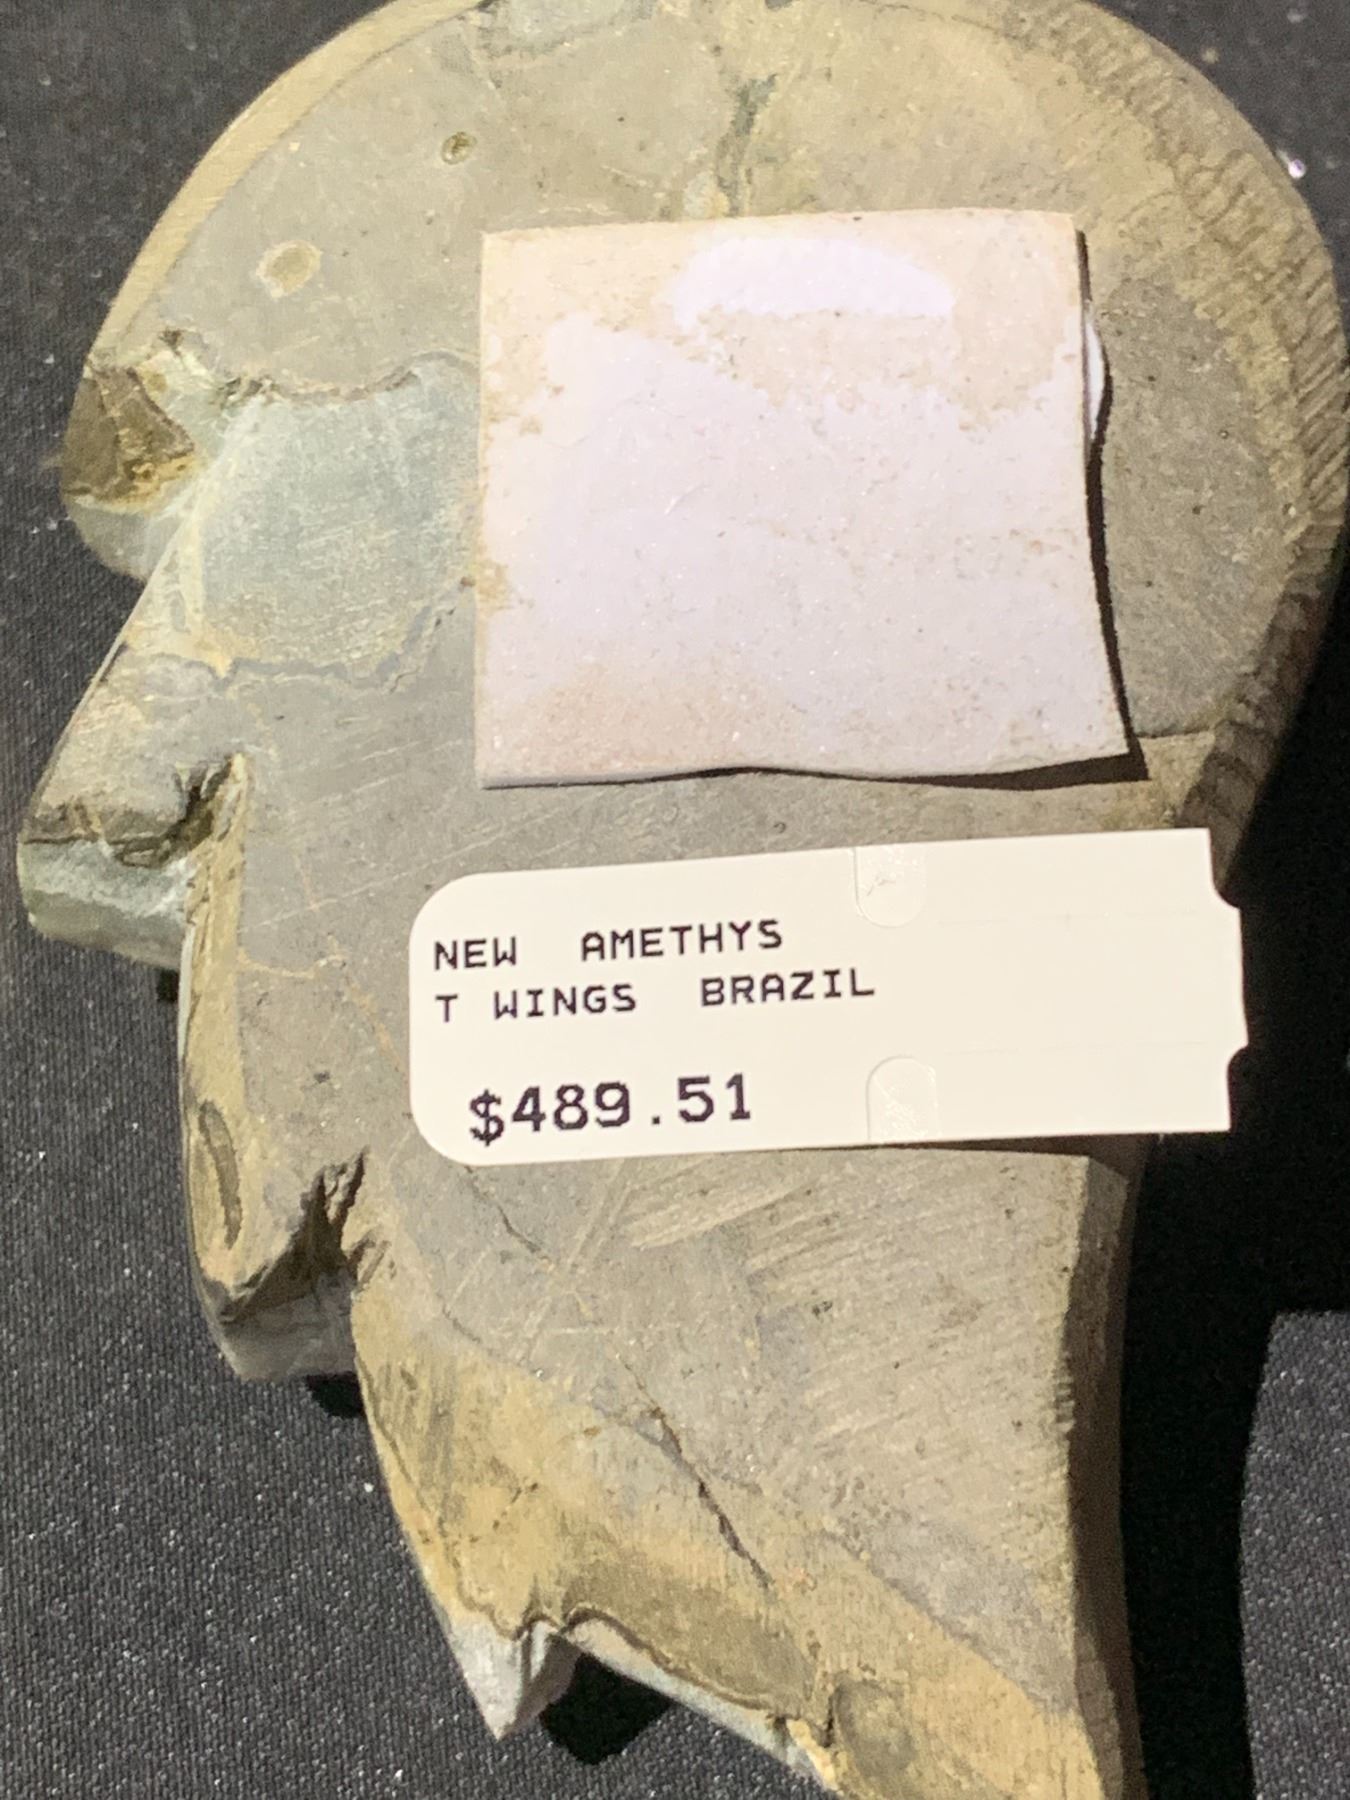 NEW AMETHYS
T WINGS BRAZIL
$489.51